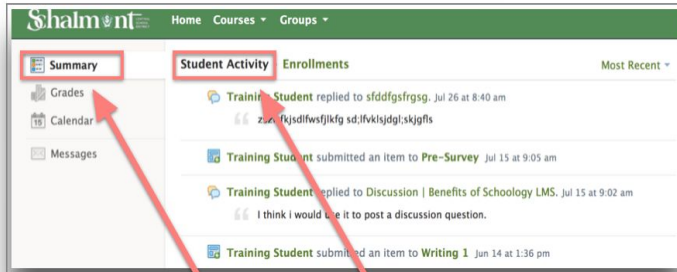 Schalmont Home Courses Groups
Summary
Grades
15 Calendar
Messages
Student Activity Enrollments Most Recent
Training Student replied to sfddfgsfrgsg. Jul 26 at 8:40 am
sd;lfvklsjdgl;skjgfls
Training Student submitted an item to Pre-Survey Jul 15 at 9:05 am
Training Student replied to Discussion | Benefits of Schoology LMS. Jul 15 at 9:02 am
I think i would use it to post a discussion question.
Training Student submitted an item to Writing 1 Jun 14 at 1:36 pm